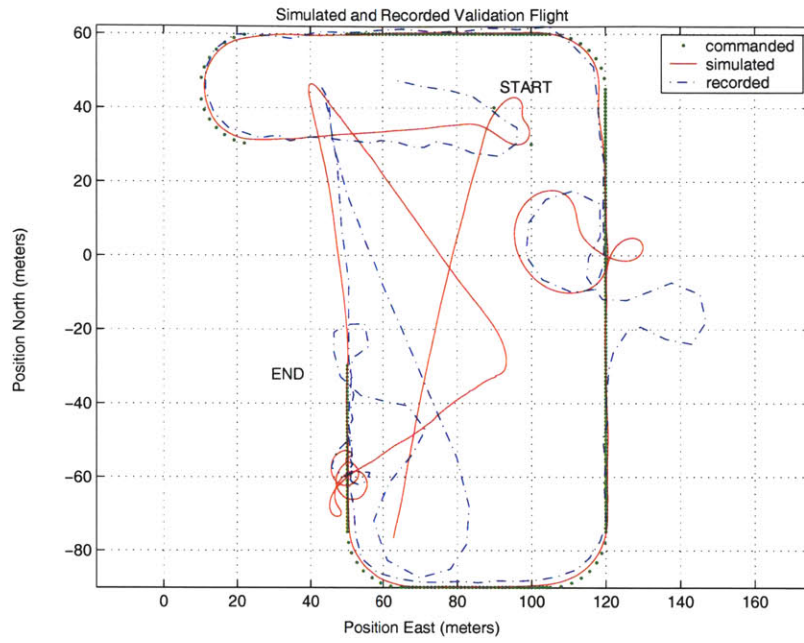 Simulated and Recorded Validation Flight
commanded
simulated
recorded
START
END
Position North (meters)
60
40
20
0
−20
−40
−60
−80
0 20 40 60 80 100 120 140 160
Position East (meters)